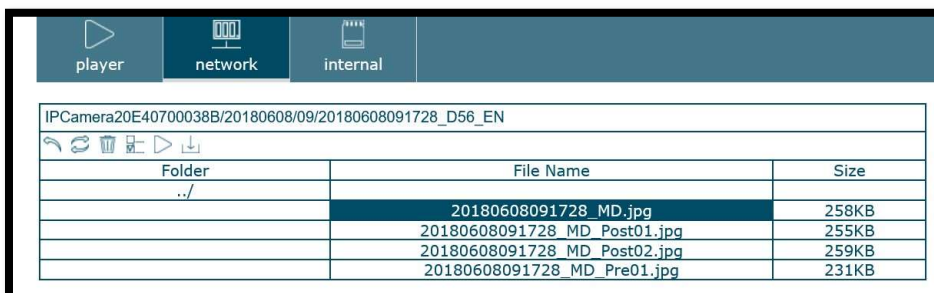 player network internal
IPCamera20E40700038B/20180608/09/20180608091728_D56_EN
Folder File Name Size
../
20180608091728_MD.jpg 258KB
20180608091728_MD_Post01.jpg 255KB
20180608091728_MD_Post02.jpg 259KB
20180608091728_MD_Pre01.jpg 231KB